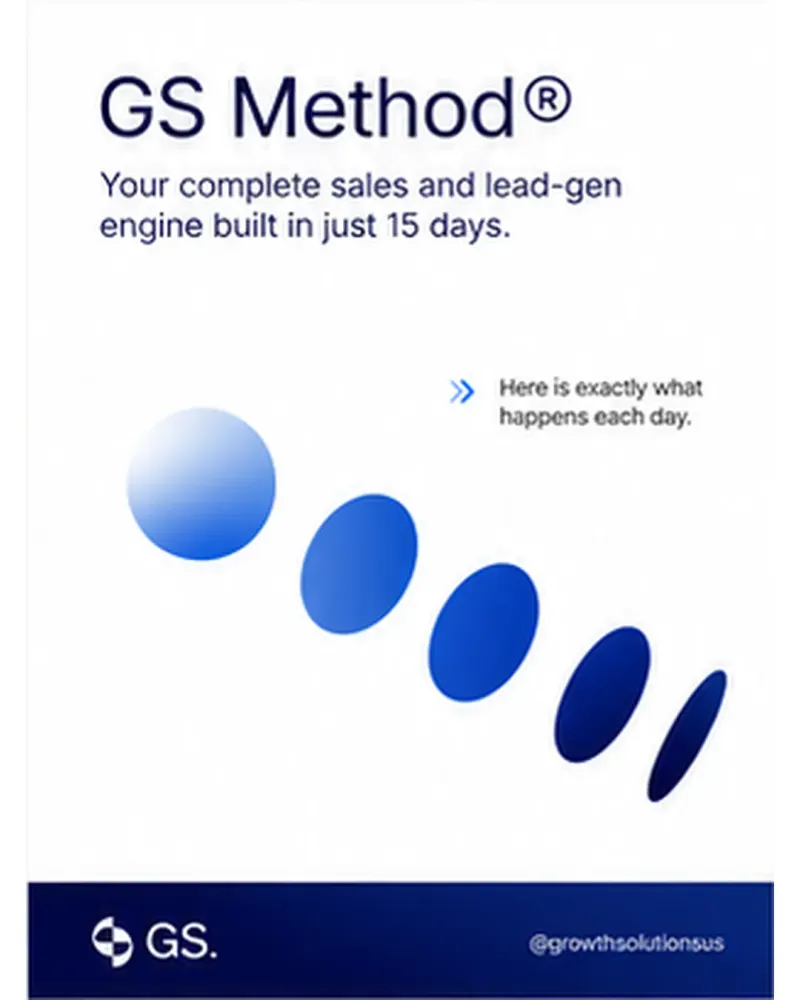 GS Method®
Your complete sales and lead-gen
engine built in just 15 days.
Here is exactly what
happens each day.
GS.
@growthsolutionsus